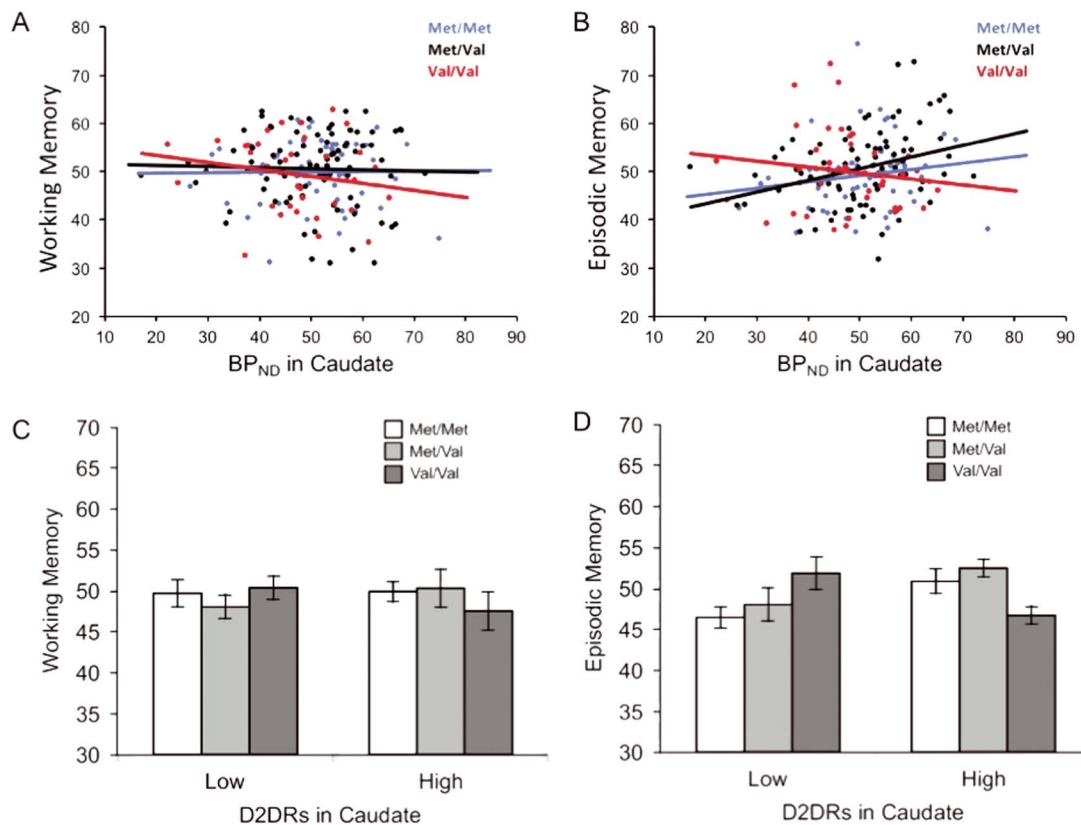 A
Met/Met
Met/Val
Val/Val
Working Memory
80
70
60
50
40
30
20
10 20 30 40 50 60 70 80 90
BPND in Caudate
B
Met/Met
Met/Val
Val/Val
Episodic Memory
80
70
60
50
40
30
20
10 20 30 40 50 60 70 80 90
BPND in Caudate
C
Met/Met
Met/Val
Val/Val
Working Memory
70
65
60
55
50
45
40
35
30
Low High
D2DRs in Caudate
D
Met/Met
Met/Val
Val/Val
Episodic Memory
70
65
60
55
50
45
40
35
30
Low High
D2DRs in Caudate